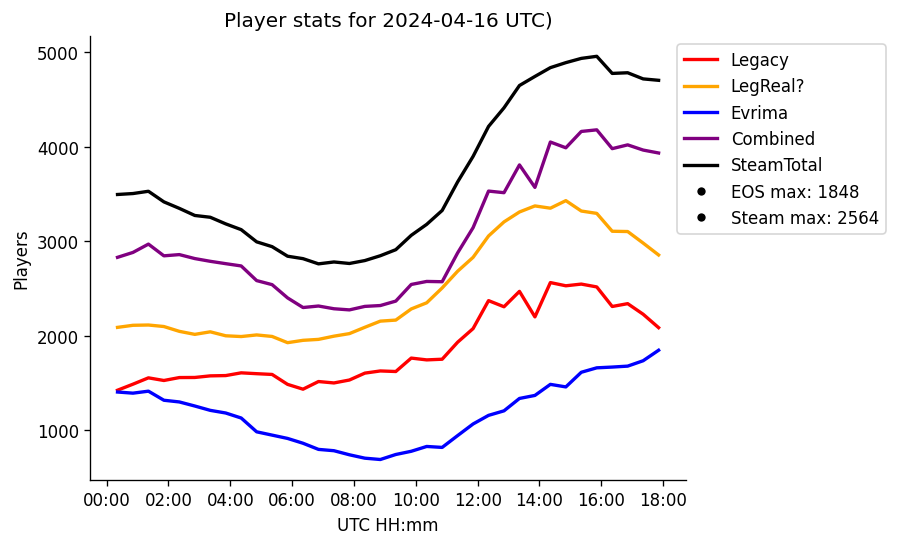 Player stats for 2024-04-16 UTC)
5000
4000
3000
2000
1000
Players
00:00 02:00 04:00 06:00 08:00 10:00 12:00 14:00 16:00 18:00
UTC HH:mm
Legacy
LegReal?
Evrima
Combined
SteamTotal
EOS max: 1848
Steam max: 2564